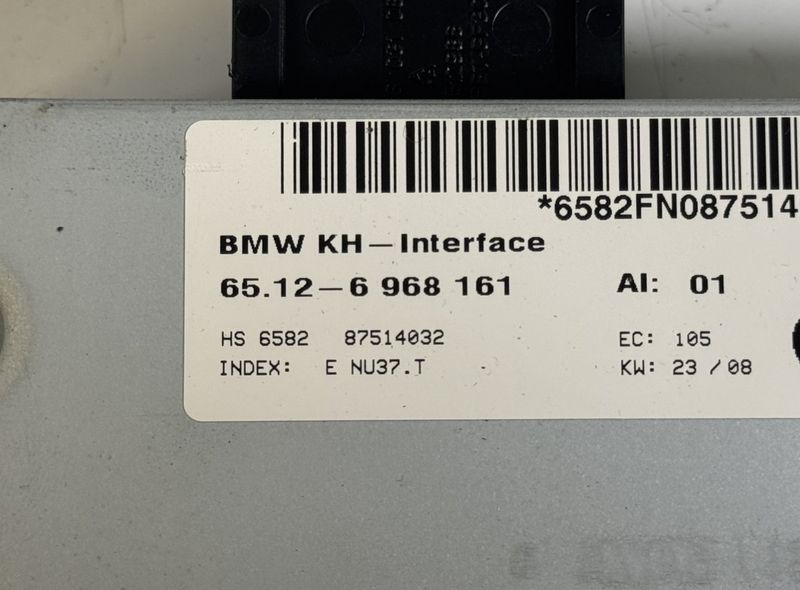 *6582FN087514
BMW KH-Interface
65.12-6 968 161 AI: 01
HS 6582 87514032 EC: 105
INDEX: E NU37.T KW: 23 /08